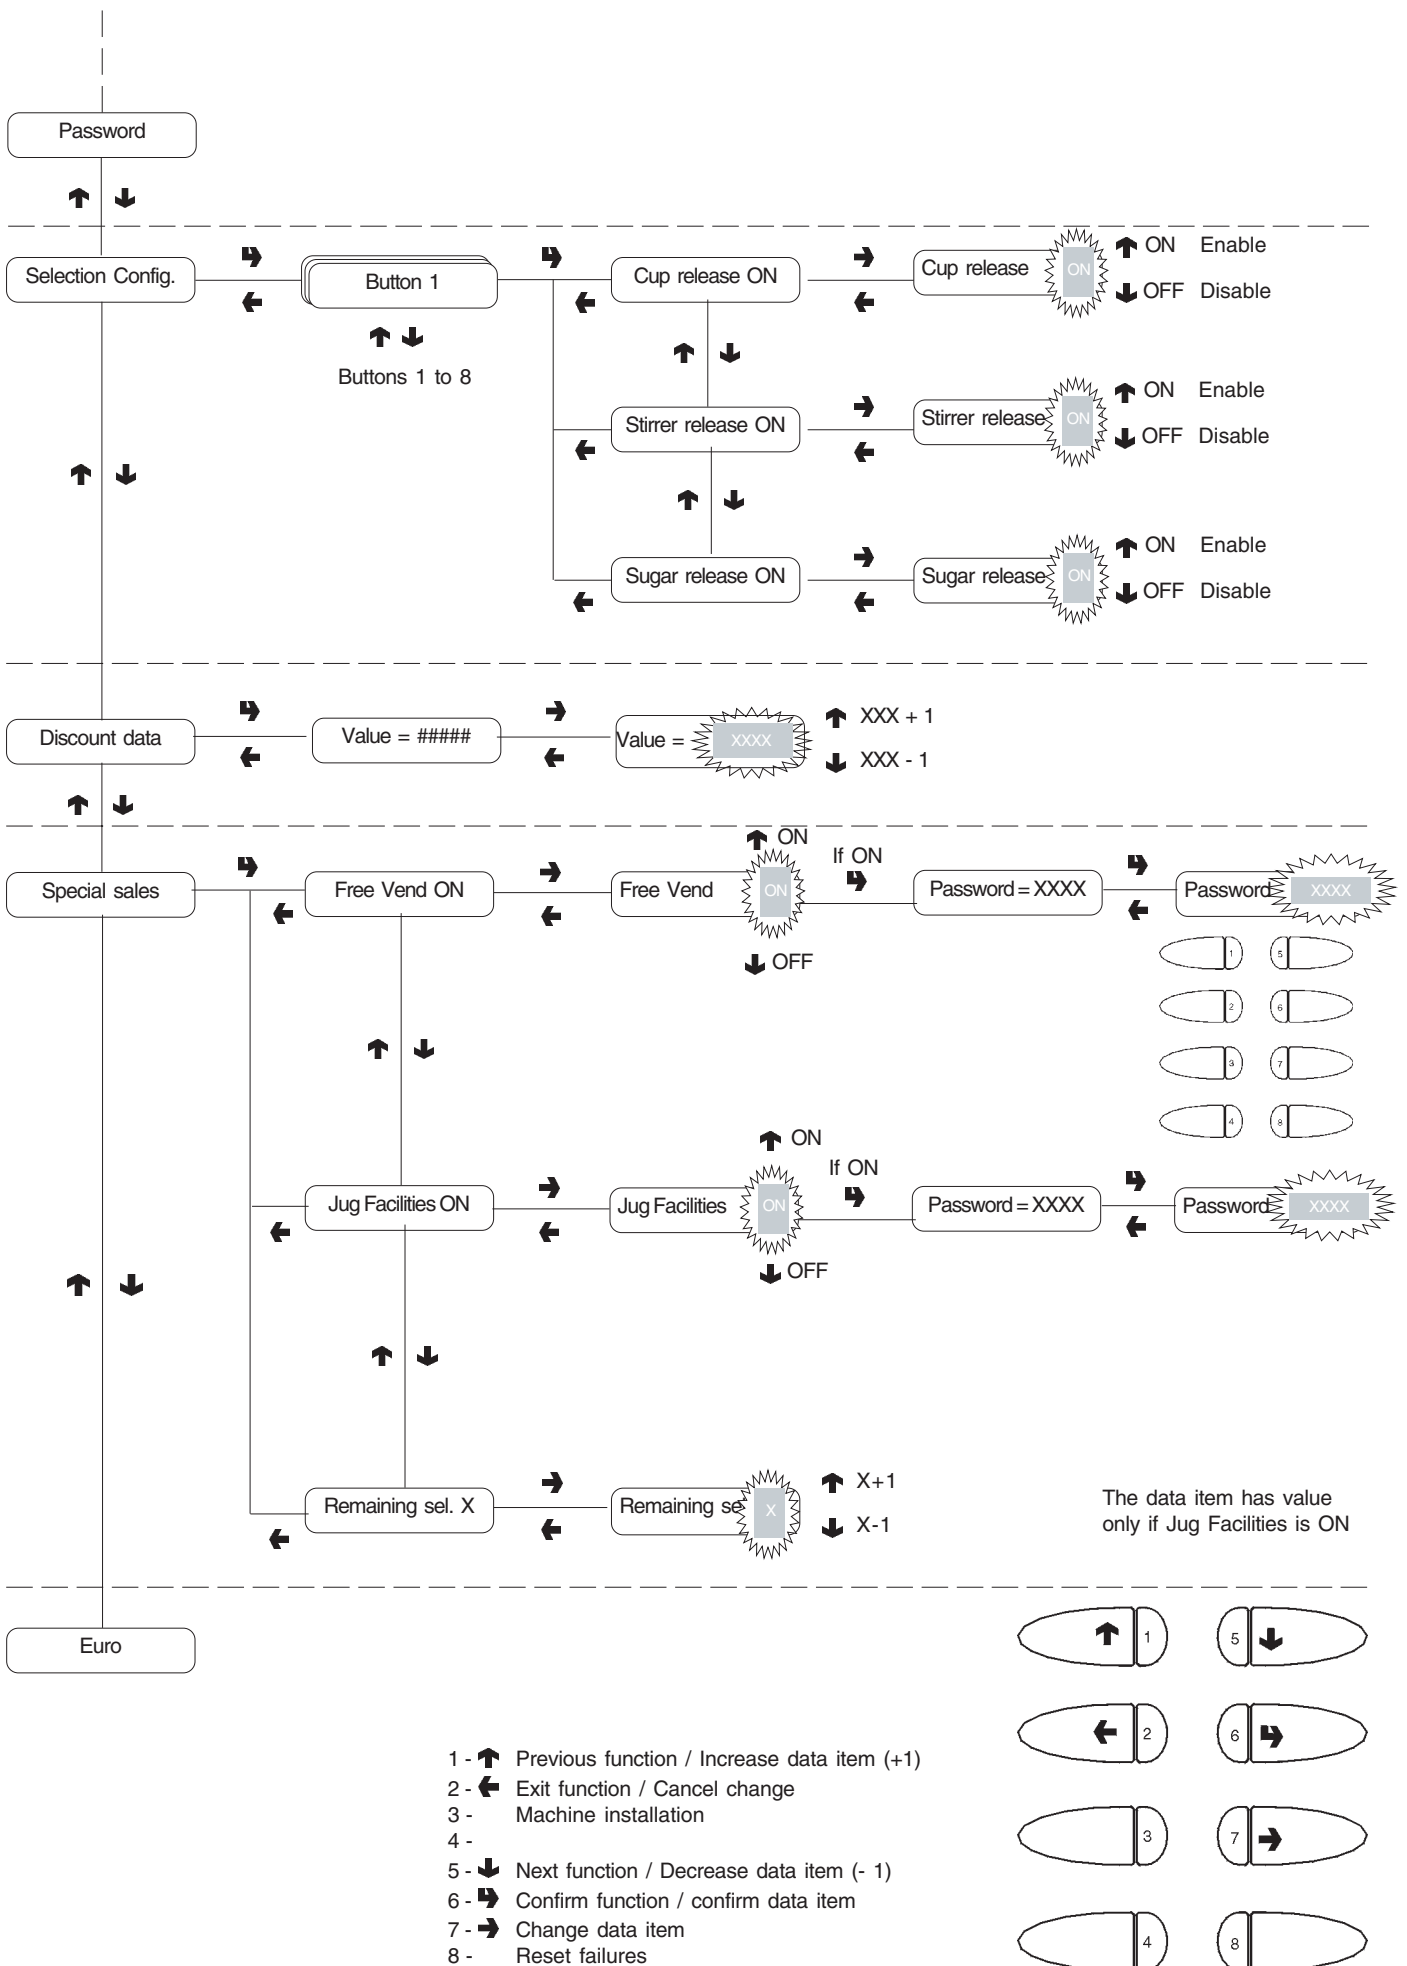 Password
Selection Config.
Button 1
Buttons 1 to 8
Cup release ON
Cup release
ON
ON Enable
OFF Disable
Stirrer release ON
Stirrer release
ON
ON Enable
OFF Disable
Sugar release ON
Sugar release
ON
ON Enable
OFF Disable
Discount data
Value = #####
Value =
XXXX
XXX + 1
XXX - 1
Special sales
Free Vend ON
Free Vend
ON
ON
OFF
If ON
Password = XXXX
Password
XXXX
1 5
2 6
3 7
4 8
Jug Facilities ON
Jug Facilities
ON
ON
OFF
If ON
Password = XXXX
Password
XXXX
Remaining sel. X
Remaining se
X
X+1
X-1
The data item has value
only if Jug Facilities is ON
Euro
1 - Previous function / Increase data item (+1)
2 - Exit function / Cancel change
3 - Machine installation
4 -
5 - Next function / Decrease data item (- 1)
6 - Confirm function / confirm data item
7 - Change data item
8 - Reset failures
1 5
2 6
3 7
4 8